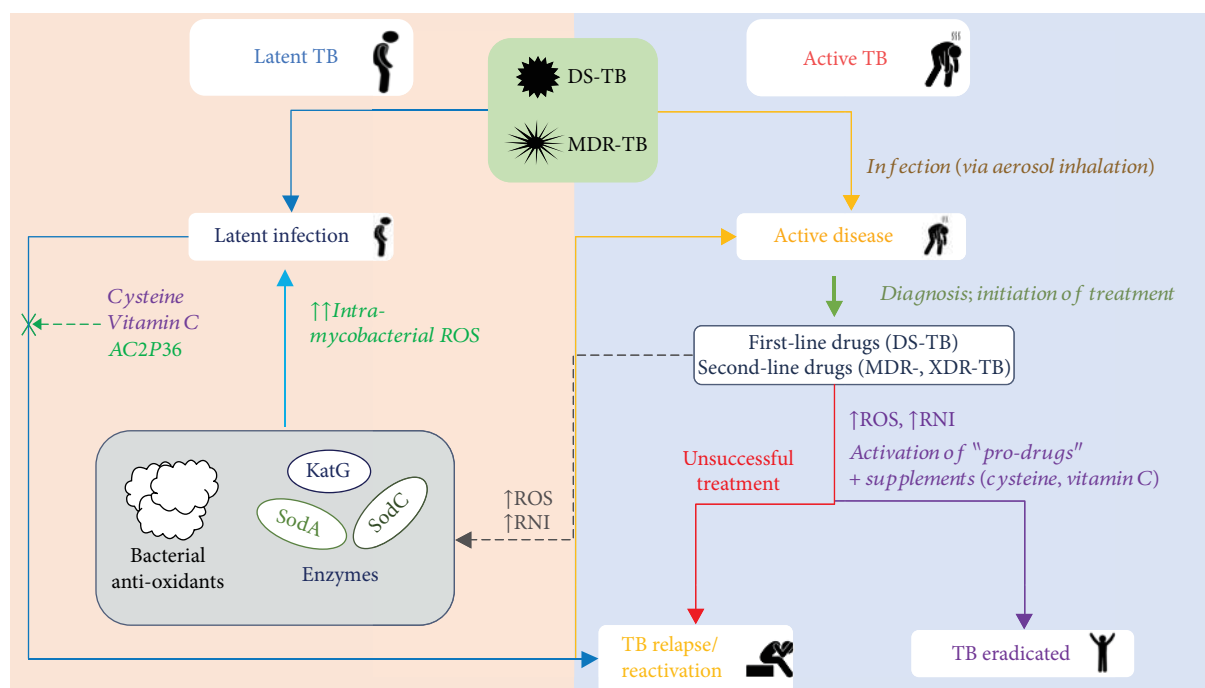 Latent TB
DS-TB
MDR-TB
Active TB
Infection (via aerosol inhalation)
Latent infection
Active disease
Cysteine
Vitamin C
AC2P36
↑↑Intra-
mycobacterial ROS
Diagnosis; initiation of treatment
First-line drugs (DS-TB)
Second-line drugs (MDR-, XDR-TB)
↑ROS, ↑RNI
Activation of "pro-drugs"
+ supplements (cysteine, vitamin C)
Unsuccessful
treatment
KatG
SodA
SodC
Bacterial
anti-oxidants
Enzymes
↑ROS
↑RNI
TB relapse/
reactivation
TB eradicated